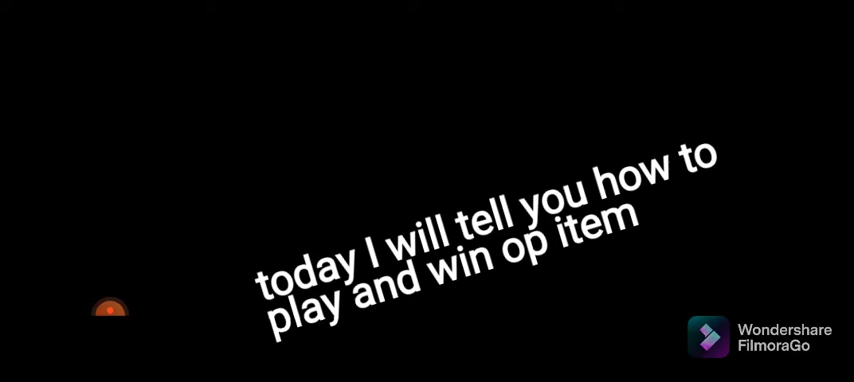 today I will tell you how to
play and win op item
Wondershare
FilmoraGo